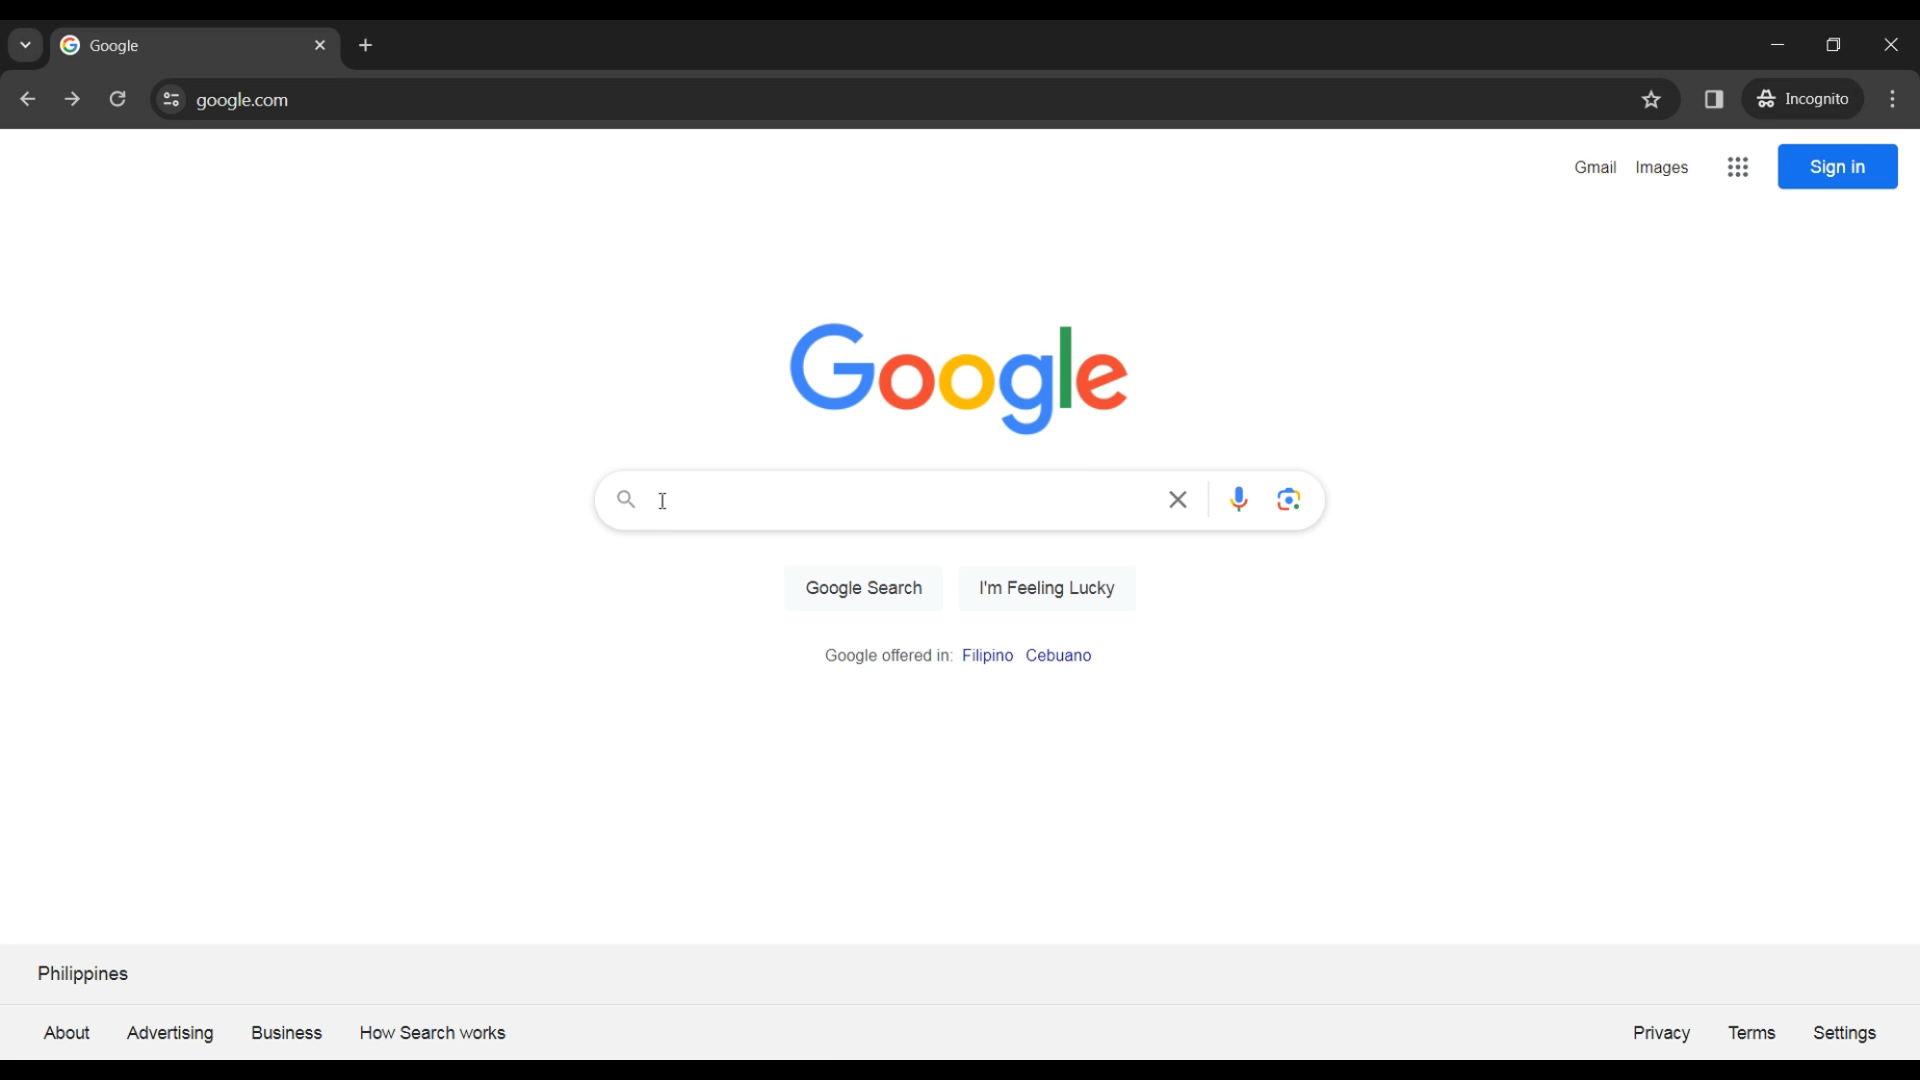 Google
google.com
Incognito
Gmail Images Sign in
Google
Google Search I'm Feeling Lucky
Google offered in: Filipino Cebuano
Philippines
About Advertising Business How Search works Privacy Terms Settings